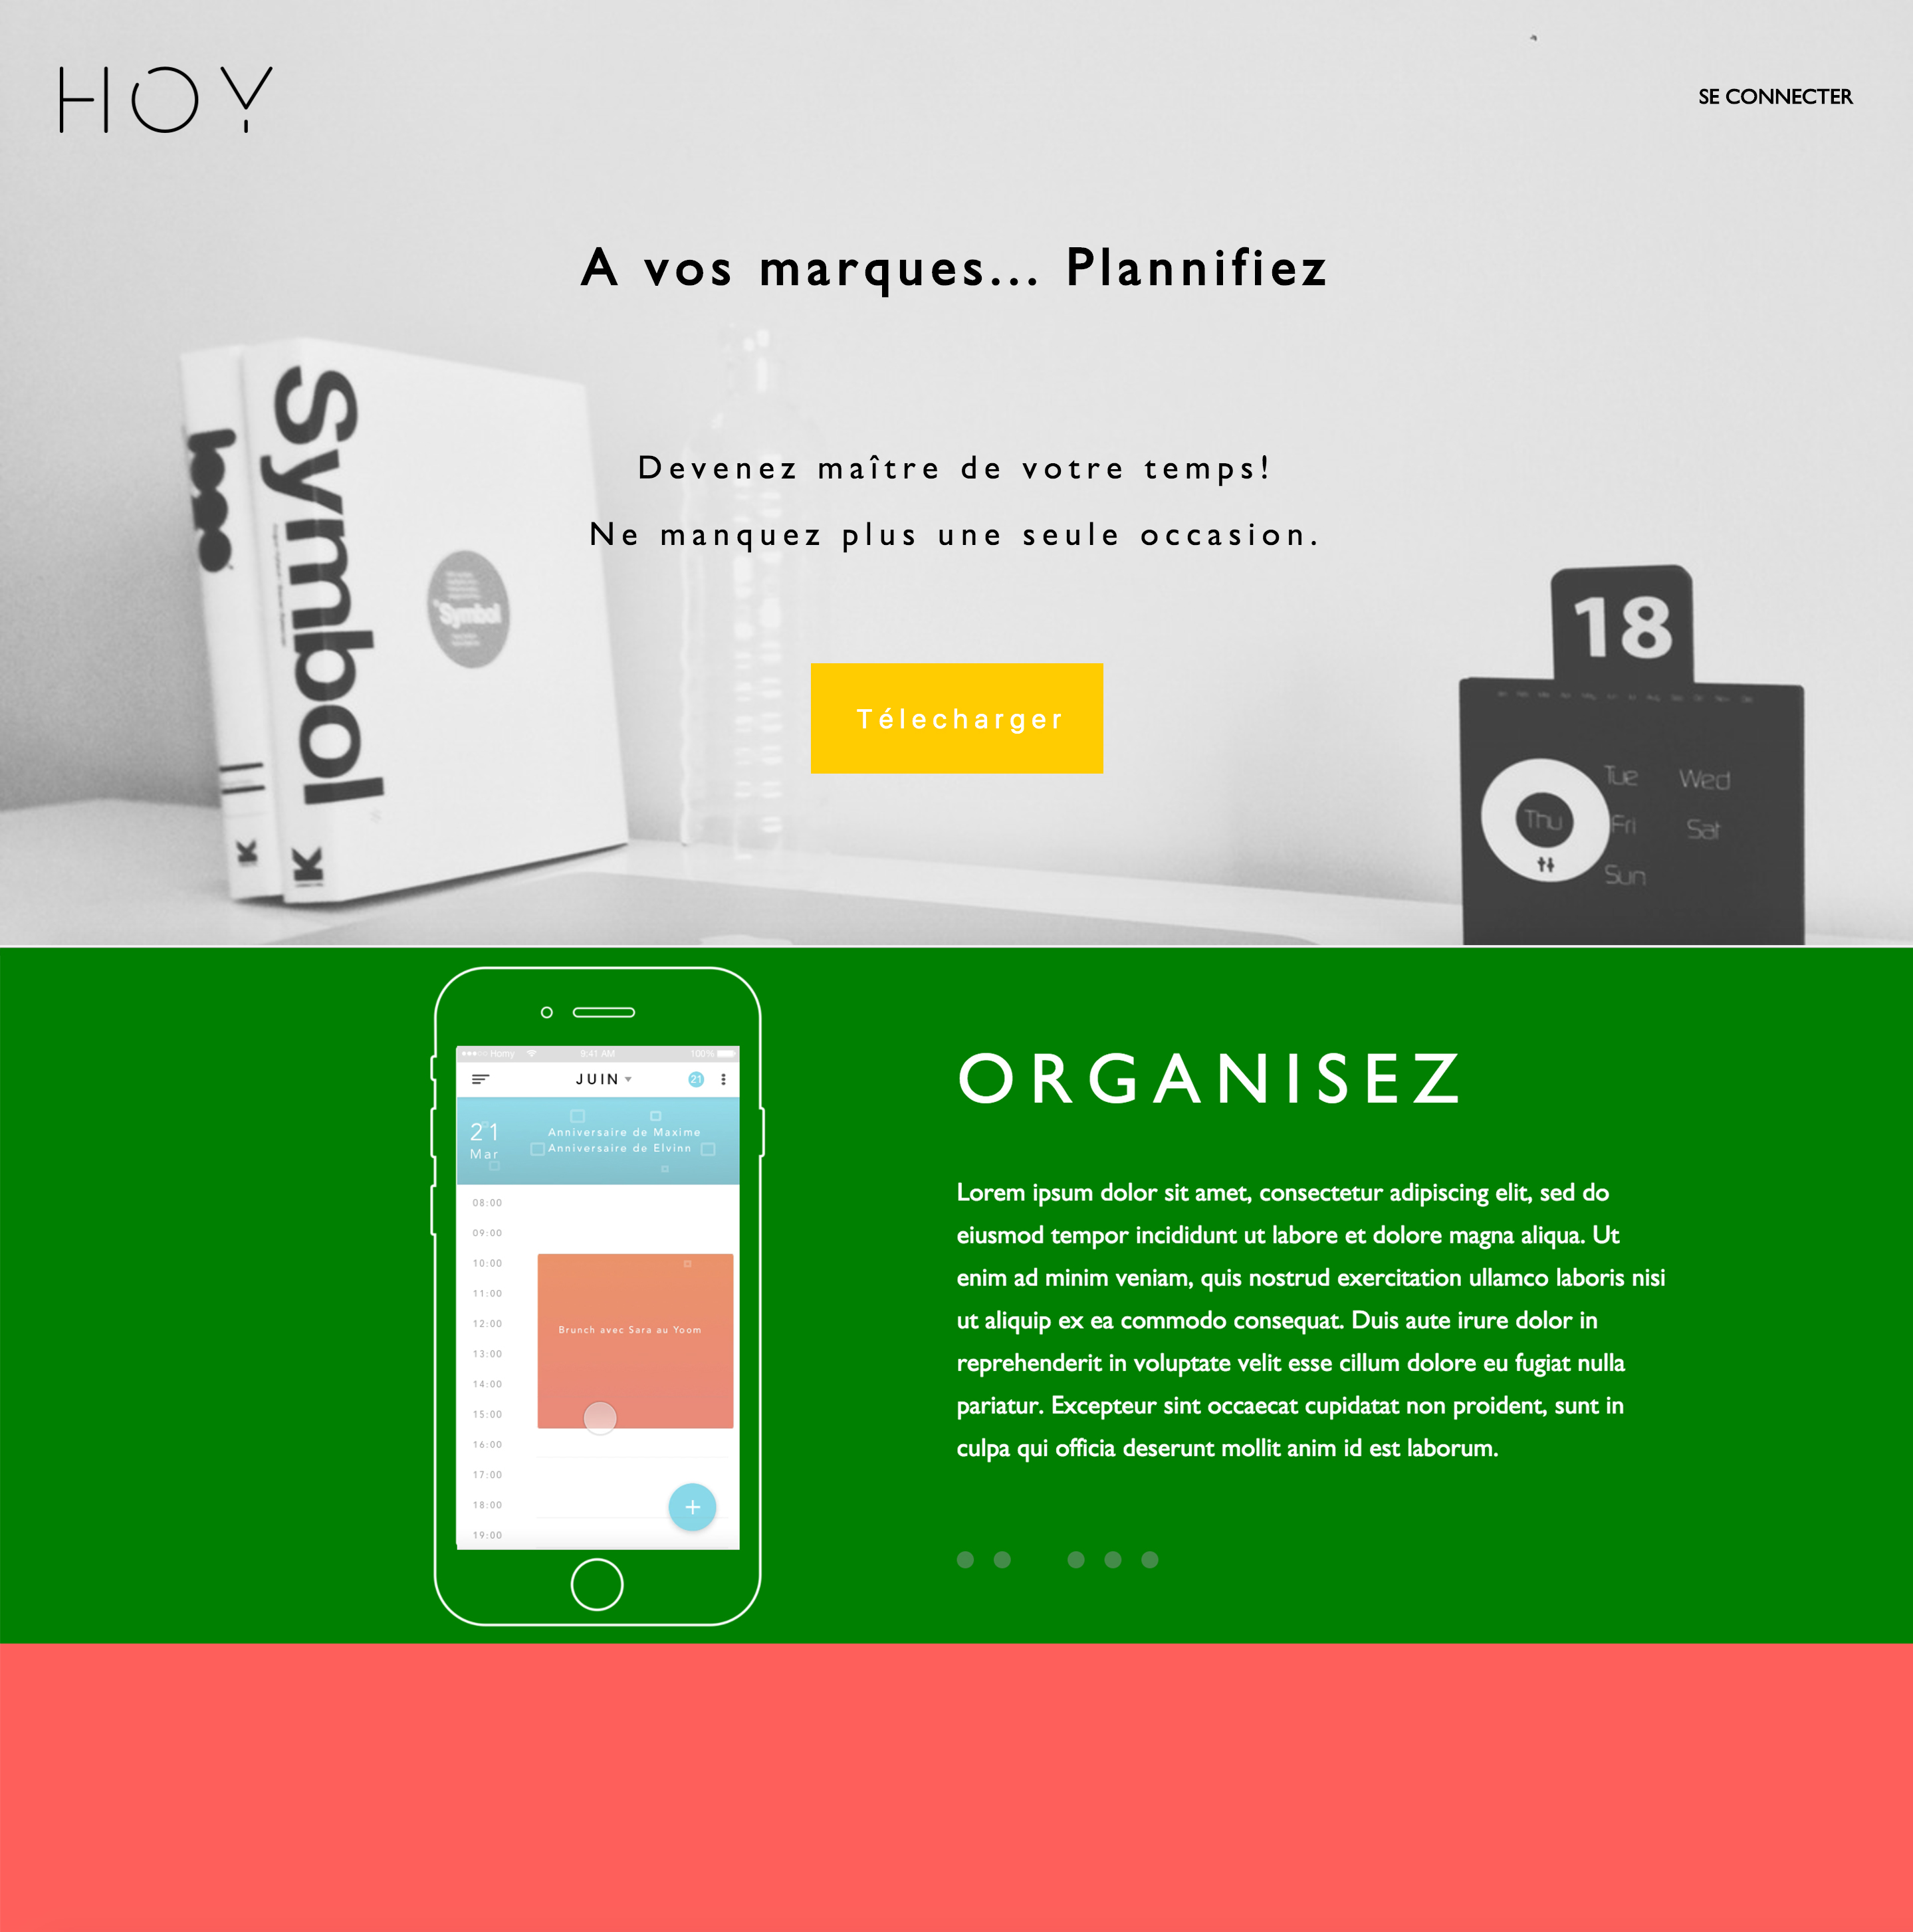 HOY
SE CONNECTER
A vos marques... Plannifiez
Devenez maître de votre temps!
Ne manquez plus une seule occasion.
Télecharger
logo
Symbol
Symbol
K
K
18
Tue Wed
Thu Fri Sat
Sun
ORGANISEZ
Lorem ipsum dolor sit amet, consectetur adipiscing elit, sed do
eiusmod tempor incididunt ut labore et dolore magna aliqua. Ut
enim ad minim veniam, quis nostrud exercitation ullamco laboris nisi
ut aliquip ex ea commodo consequat. Duis aute irure dolor in
reprehenderit in voluptate velit esse cillum dolore eu fugiat nulla
pariatur. Excepteur sint occaecat cupidatat non proident, sunt in
culpa qui officia deserunt mollit anim id est laborum.
Homy 9:41 AM 100%
JUIN 21
21
Mar
Anniversaire de Maxime
Anniversaire de Elvinn
08:00
09:00
10:00
11:00
12:00
Brunch avec Sara au Yoom
13:00
14:00
15:00
16:00
17:00
18:00
+
19:00